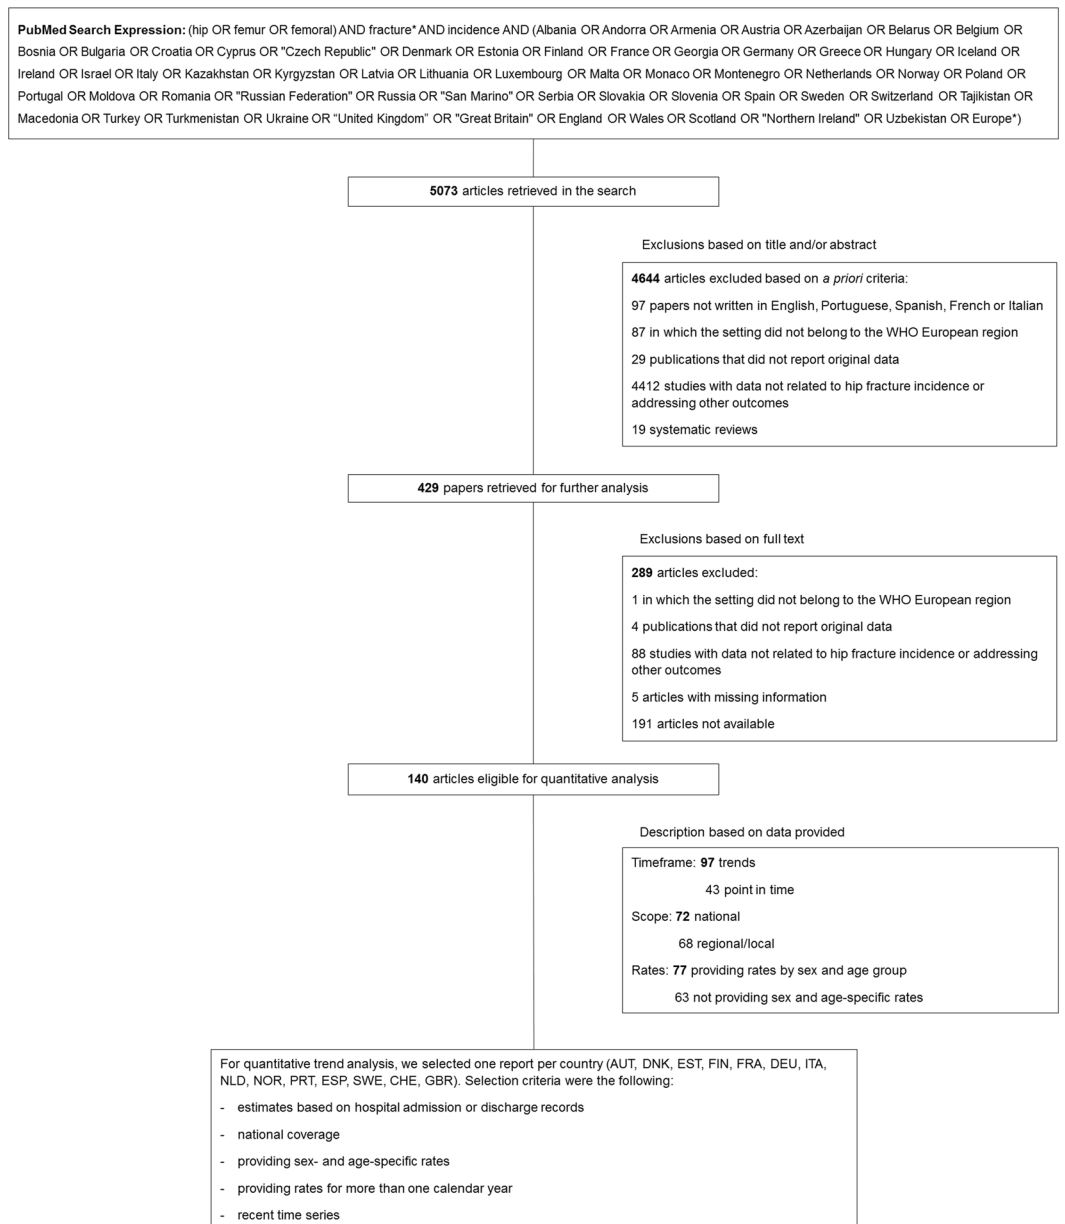 PubMed Search Expression: (hip OR femur OR femoral) AND fracture* AND incidence AND (Albania OR Andorra OR Armenia OR Austria OR Azerbaijan OR Belarus OR Belgium OR
Bosnia OR Bulgaria OR Croatia OR Cyprus OR "Czech Republic" OR Denmark OR Estonia OR Finland OR France OR Georgia OR Germany OR Greece OR Hungary OR Iceland OR
Ireland OR Israel OR Italy OR Kazakhstan OR Kyrgyzstan OR Latvia OR Lithuania OR Luxembourg OR Malta OR Monaco OR Montenegro OR Netherlands OR Norway OR Poland OR
Portugal OR Moldova OR Romania OR "Russian Federation" OR Russia OR "San Marino" OR Serbia OR Slovakia OR Slovenia OR Spain OR Sweden OR Switzerland OR Tajikistan OR
Macedonia OR Turkey OR Turkmenistan OR Ukraine OR “United Kingdom” OR "Great Britain" OR England OR Wales OR Scotland OR "Northern Ireland" OR Uzbekistan OR Europe*)
5073 articles retrieved in the search
Exclusions based on title and/or abstract
4644 articles excluded based on a priori criteria:
97 papers not written in English, Portuguese, Spanish, French or Italian
87 in which the setting did not belong to the WHO European region
29 publications that did not report original data
4412 studies with data not related to hip fracture incidence or
addressing other outcomes
19 systematic reviews
429 papers retrieved for further analysis
Exclusions based on full text
289 articles excluded:
1 in which the setting did not belong to the WHO European region
4 publications that did not report original data
88 studies with data not related to hip fracture incidence or addressing
other outcomes
5 articles with missing information
191 articles not available
140 articles eligible for quantitative analysis
Description based on data provided
Timeframe: 97 trends
43 point in time
Scope: 72 national
68 regional/local
Rates: 77 providing rates by sex and age group
63 not providing sex and age-specific rates
For quantitative trend analysis, we selected one report per country (AUT, DNK, EST, FIN, FRA, DEU, ITA,
NLD, NOR, PRT, ESP, SWE, CHE, GBR). Selection criteria were the following:
- estimates based on hospital admission or discharge records
- national coverage
- providing sex- and age-specific rates
- providing rates for more than one calendar year
- recent time series